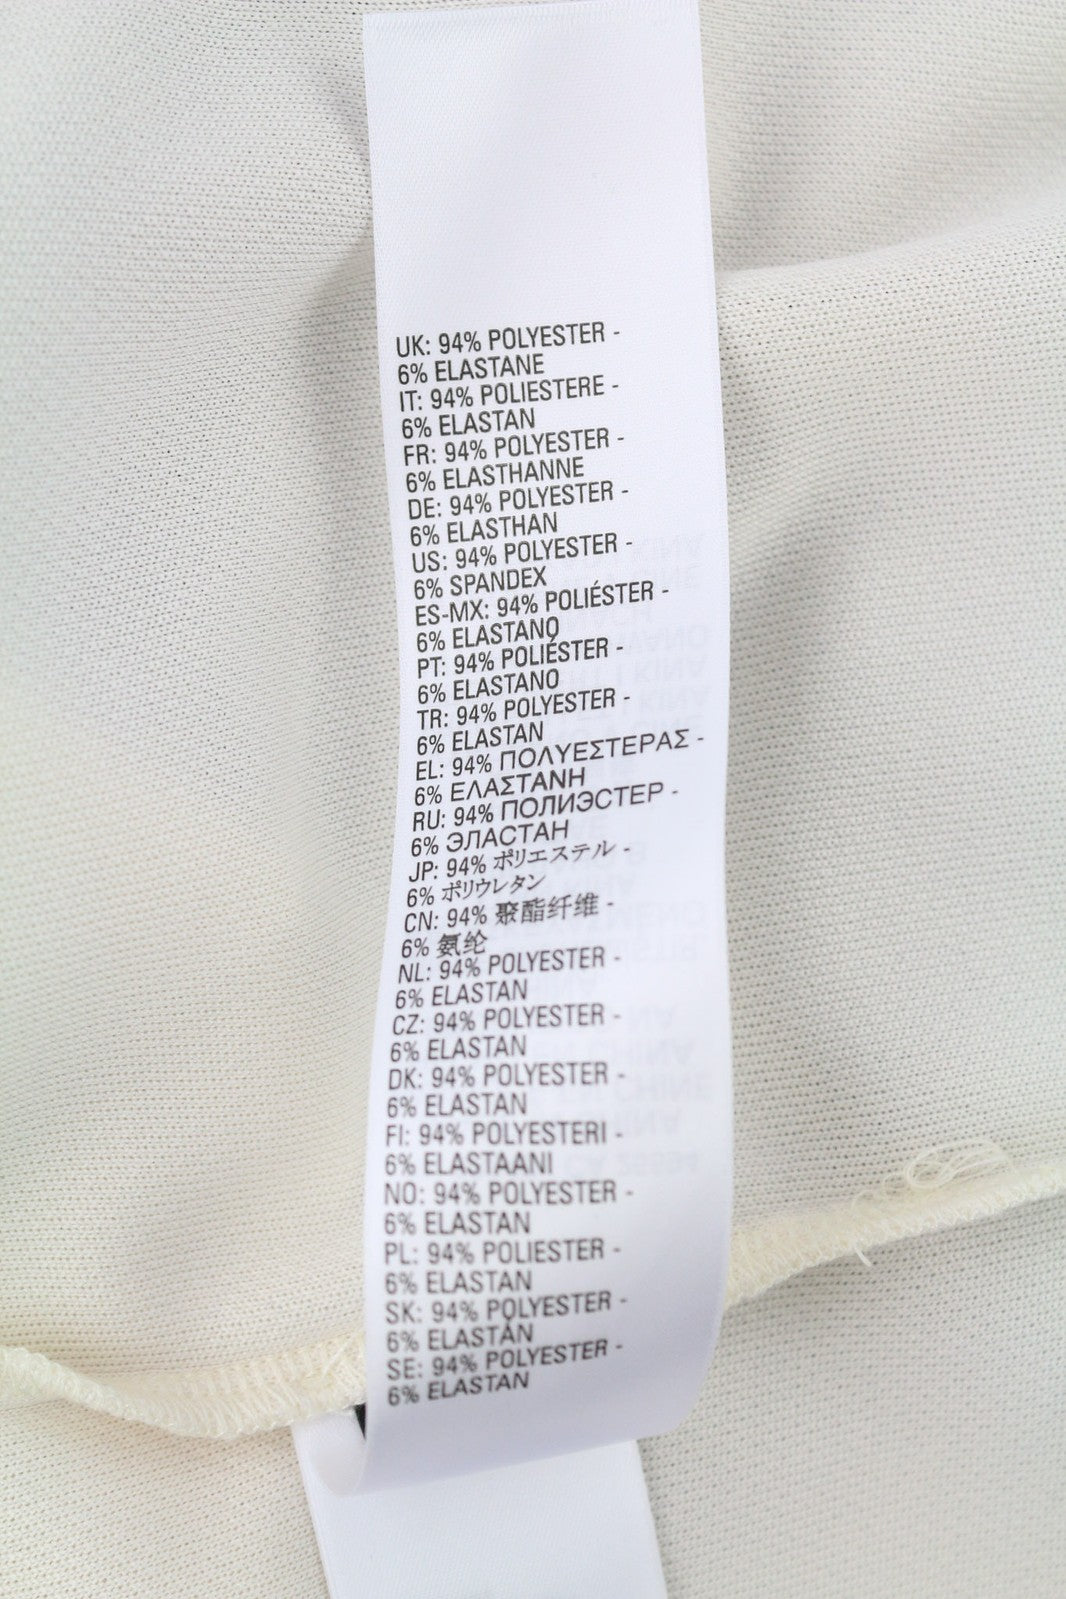 UK: 94% POLYESTER -
6% ELASTANE
IT: 94% POLIESTERE -
6% ELASTAN
FR: 94% POLYESTER -
6% ELASTHANNE
DE: 94% POLYESTER -
6% ELASTHAN
US: 94% POLYESTER -
6% SPANDEX
ES-MX: 94% POLIÉSTER -
6% ELASTANO
PT: 94% POLIÉSTER -
6% ELASTANO
TR: 94% POLYESTER -
6% ELASTAN
EL: 94% ΠΟΛΥΕΣΤΕΡΑΣ -
6% ΕΛΑΣΤΑΝΗ
RU: 94% ПОЛИЭСТЕР -
6% ЭЛАСТАН
JP: 94% ポリエステル -
6% ポリウレタン
CN: 94% 聚酯纤维 -
6% 氨纶
NL: 94% POLYESTER -
6% ELASTAN
CZ: 94% POLYESTER -
6% ELASTAN
DK: 94% POLYESTER -
6% ELASTAN
FI: 94% POLYESTERI -
6% ELASTAANI
NO: 94% POLYESTER -
6% ELASTAN
PL: 94% POLIESTER -
6% ELASTAN
SK: 94% POLYESTER -
6% ELASTÁN
SE: 94% POLYESTER -
6% ELASTAN